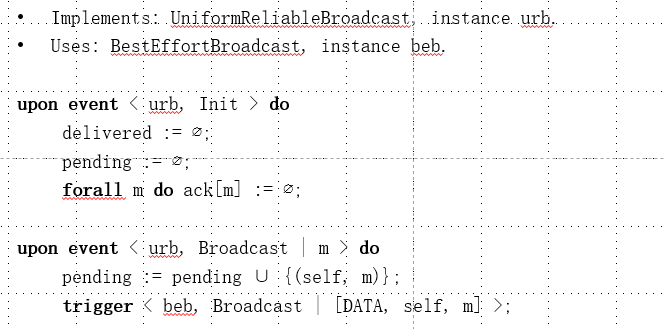 • Implements: UniformReliableBroadcast, instance urb.
• Uses: BestEffortBroadcast, instance beb.
upon event < urb, Init > do
delivered := ∅;
pending := ∅;
forall m do ack[m] := ∅;
upon event < urb, Broadcast | m > do
pending := pending ∪ {(self, m)};
trigger < beb, Broadcast | [DATA, self, m] >;